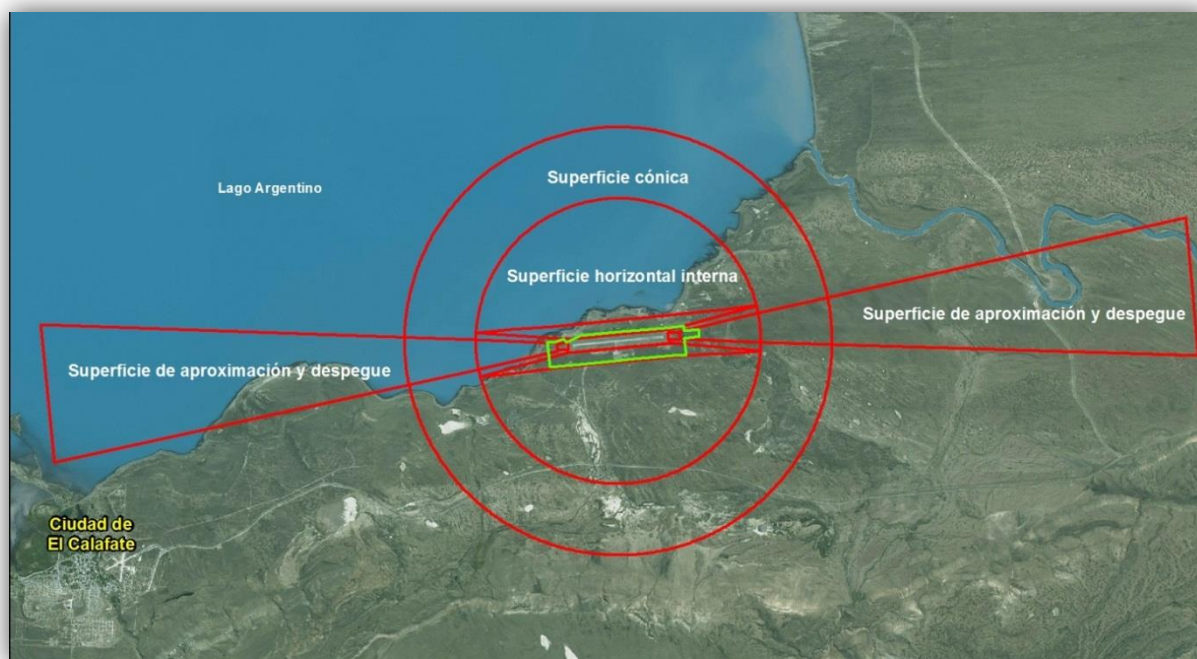 Superficie cónica
Lago Argentino
Superficie horizontal interna
Superficie de aproximación y despegue
Superficie de aproximación y despegue
Ciudad de
El Calafate